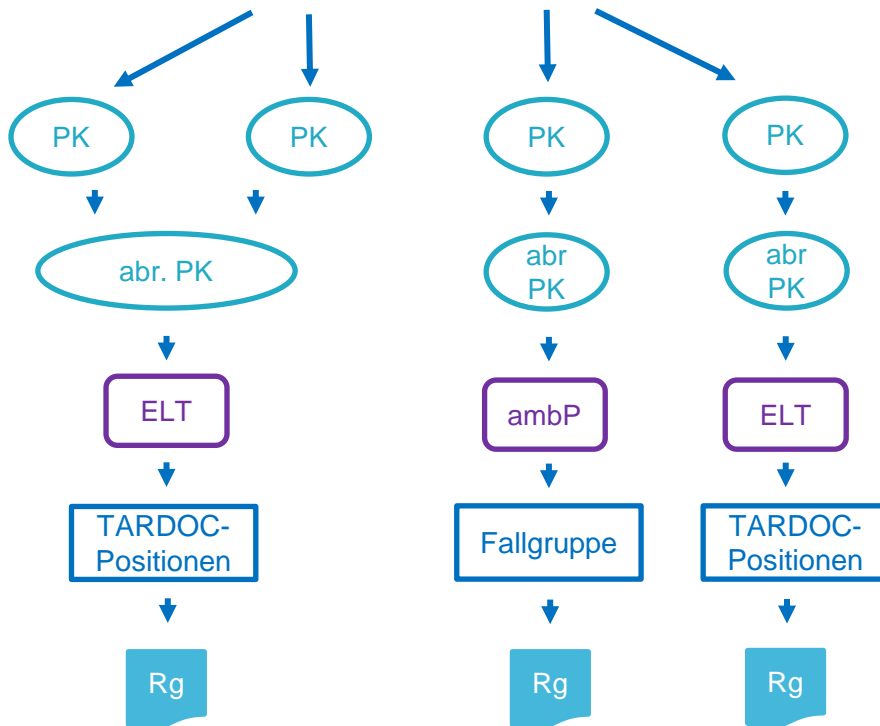 PK
PK
PK
PK
abr. PK
abr
PK
abr
PK
ELT
ambP
ELT
TARDOC-
Positionen
Fallgruppe
TARDOC-
Positionen
Rg
Rg
Rg